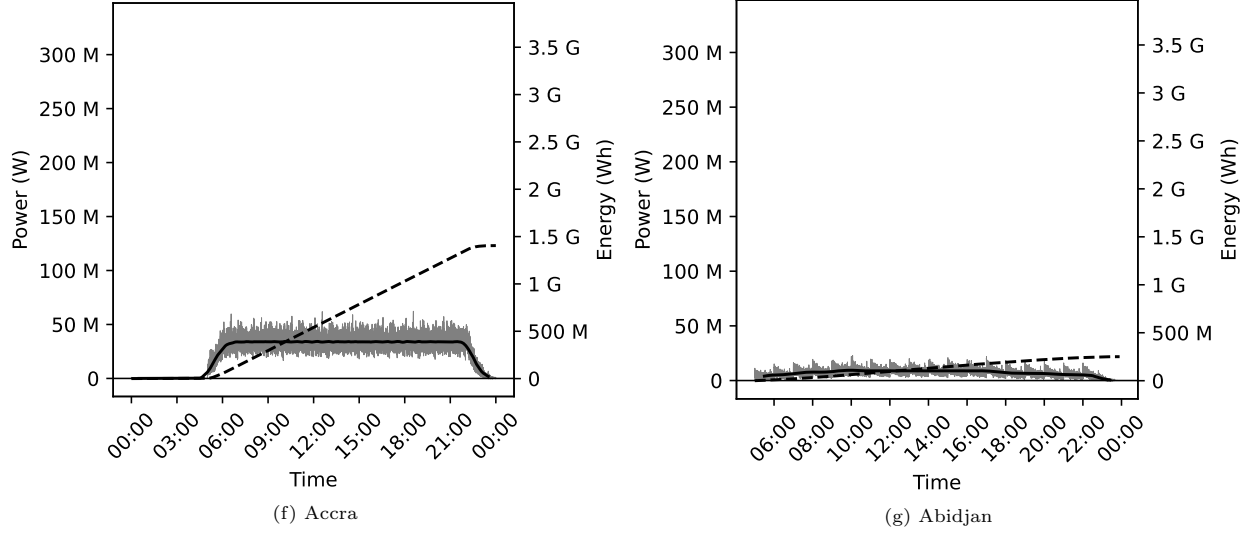 300 M
250 M
200 M
150 M
100 M
50 M
0
Power (W)
3.5 G
3 G
2.5 G
2 G
1.5 G
1 G
500 M
0
Energy (Wh)
00:00
03:00
06:00
09:00
12:00
15:00
18:00
21:00
00:00
Time
(f) Accra
300 M
250 M
200 M
150 M
100 M
50 M
0
Power (W)
3.5 G
3 G
2.5 G
2 G
1.5 G
1 G
500 M
0
Energy (Wh)
06:00
08:00
10:00
12:00
14:00
16:00
18:00
20:00
22:00
00:00
Time
(g) Abidjan